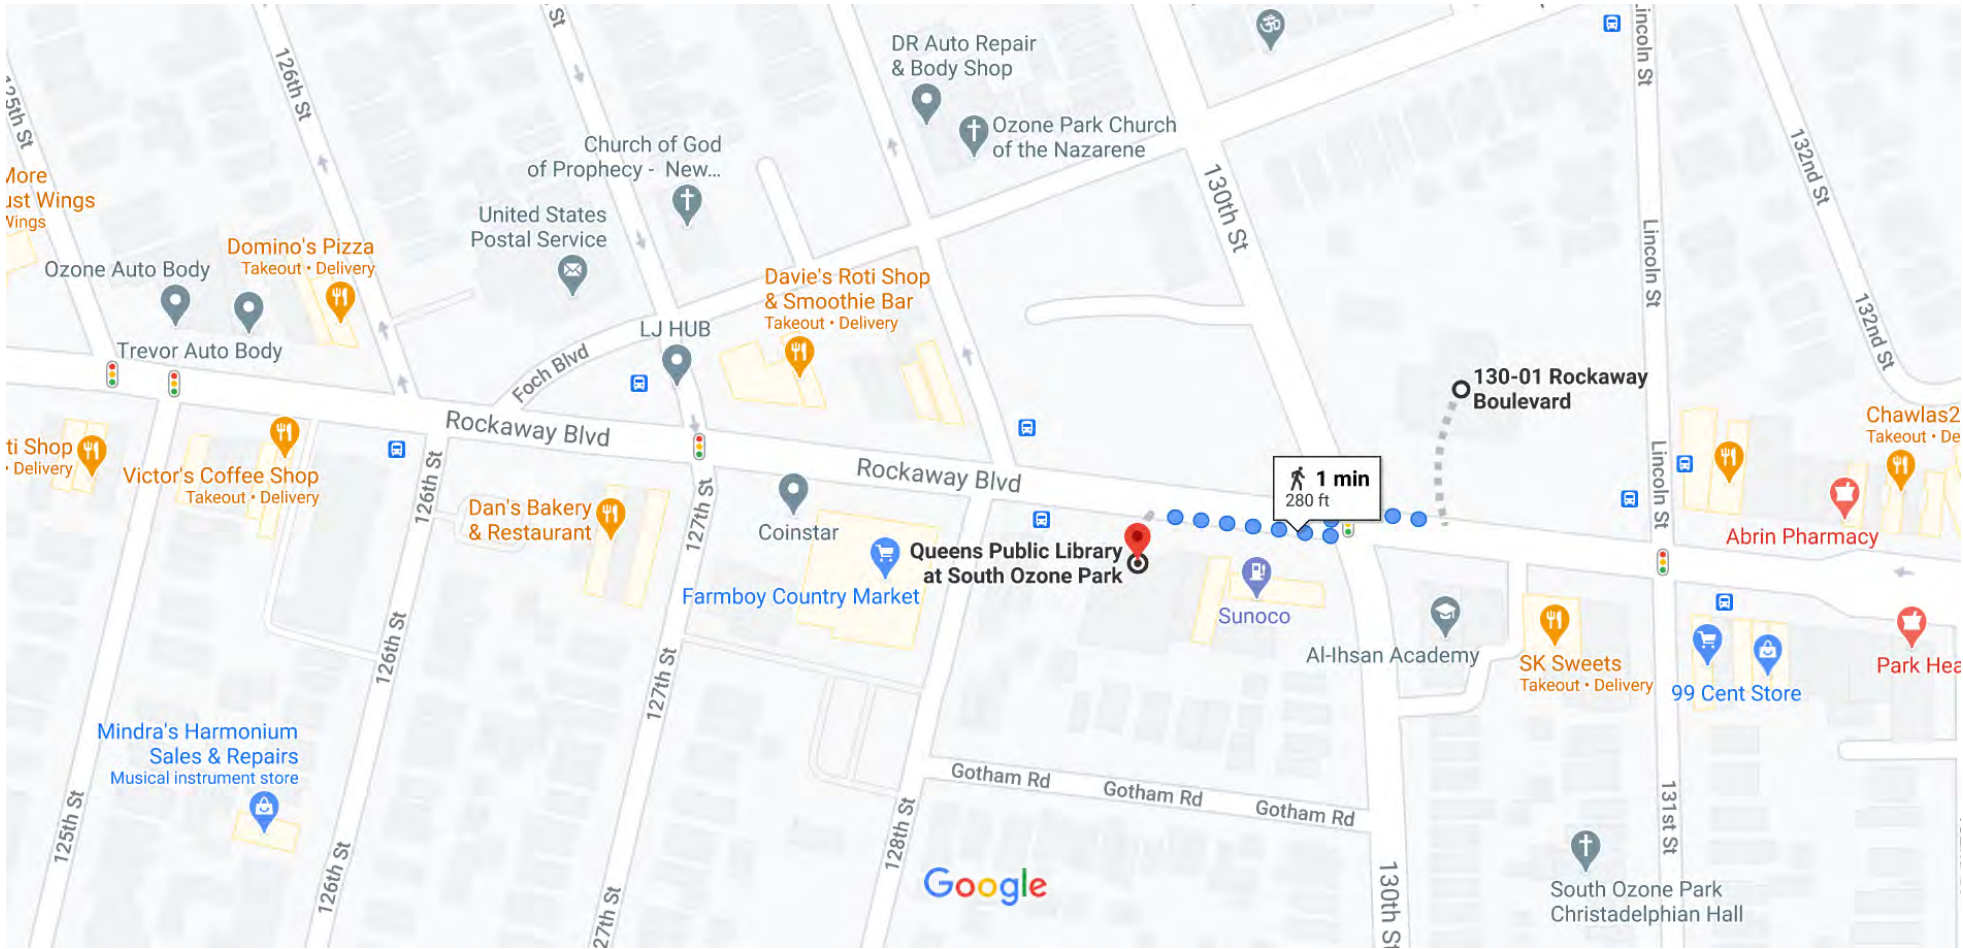 St
Lincoln St
DR Auto Repair
& Body Shop
126th St
125th St
Ozone Park Church
of the Nazarene
Church of God
of Prophecy - New...
132nd St
130th St
More
ust Wings
Wings
United States
Postal Service
Lincoln St
Domino's Pizza
Takeout • Delivery
Ozone Auto Body
Davie's Roti Shop
& Smoothie Bar
Takeout • Delivery
132nd St
LJ HUB
Trevor Auto Body
Foch Blvd
130-01 Rockaway
Boulevard
Chawlas2
Takeout • De
Rockaway Blvd
ti Shop
• Delivery
Victor's Coffee Shop
Takeout • Delivery
Rockaway Blvd
1 min
280 ft
Lincoln St
126th St
Dan's Bakery
& Restaurant
127th St
Coinstar
Queens Public Library
at South Ozone Park
Abrin Pharmacy
Farmboy Country Market
Sunoco
126th St
127th St
Al-Ihsan Academy
SK Sweets
Takeout • Delivery
99 Cent Store
Park Hea
Mindra's Harmonium
Sales & Repairs
Musical instrument store
Gotham Rd
Gotham Rd
Gotham Rd
125th St
128th St
131st St
126th St
Google
130th St
27th St
South Ozone Park
Christadelphian Hall